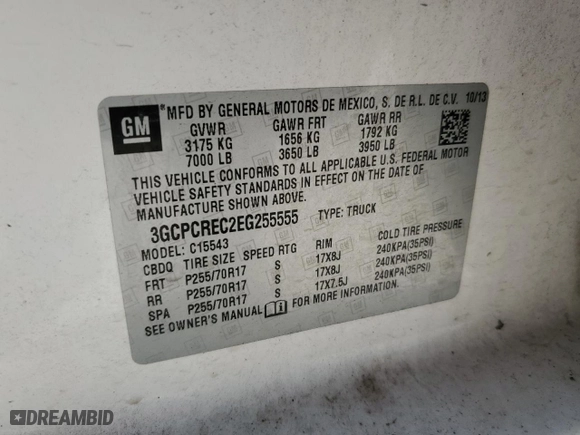 GM
*MFD BY GENERAL MOTORS DE MEXICO, S. DE R.L. DE C.V. 10/13
GVWR GAWR FRT GAWR RR
3175 KG 1656 KG 1792 KG
7000 LB 3650 LB 3950 LB
THIS VEHICLE CONFORMS TO ALL APPLICABLE U.S. FEDERAL MOTOR
VEHICLE SAFETY STANDARDS IN EFFECT ON THE DATE OF
MANUFACTURE SHOWN ABOVE.
3GCPCREC2EG255555 TYPE: TRUCK
MODEL: C15543
CBDQ TIRE SIZE SPEED RTG RIM COLD TIRE PRESSURE
FRT P255/70R17 S 17X8J 240KPA(35PSI)
RR P255/70R17 S 17X8J 240KPA(35PSI)
SPA P255/70R17 S 17X7.5J 240KPA(35PSI)
SEE OWNER'S MANUAL FOR MORE INFORMATION.
DREAMBID